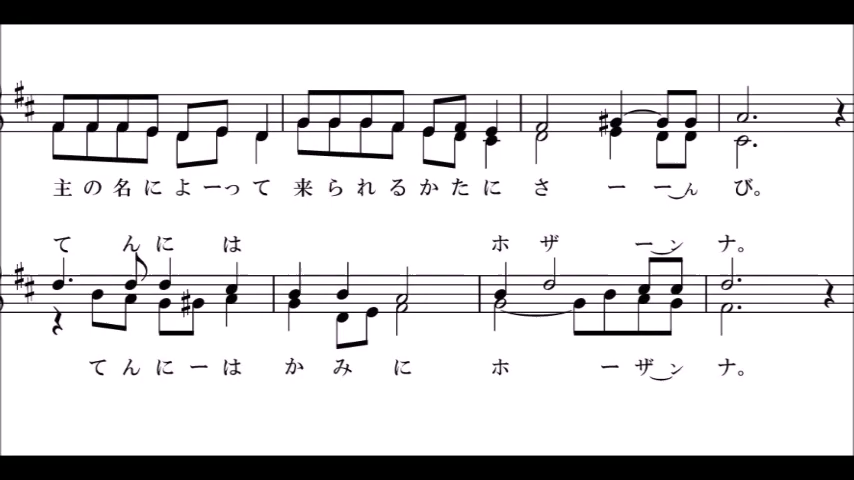 主の名によーって来られるかたにさーーんび。
てんには ホザーンナ。
てんにーはかみにホーザンナ。